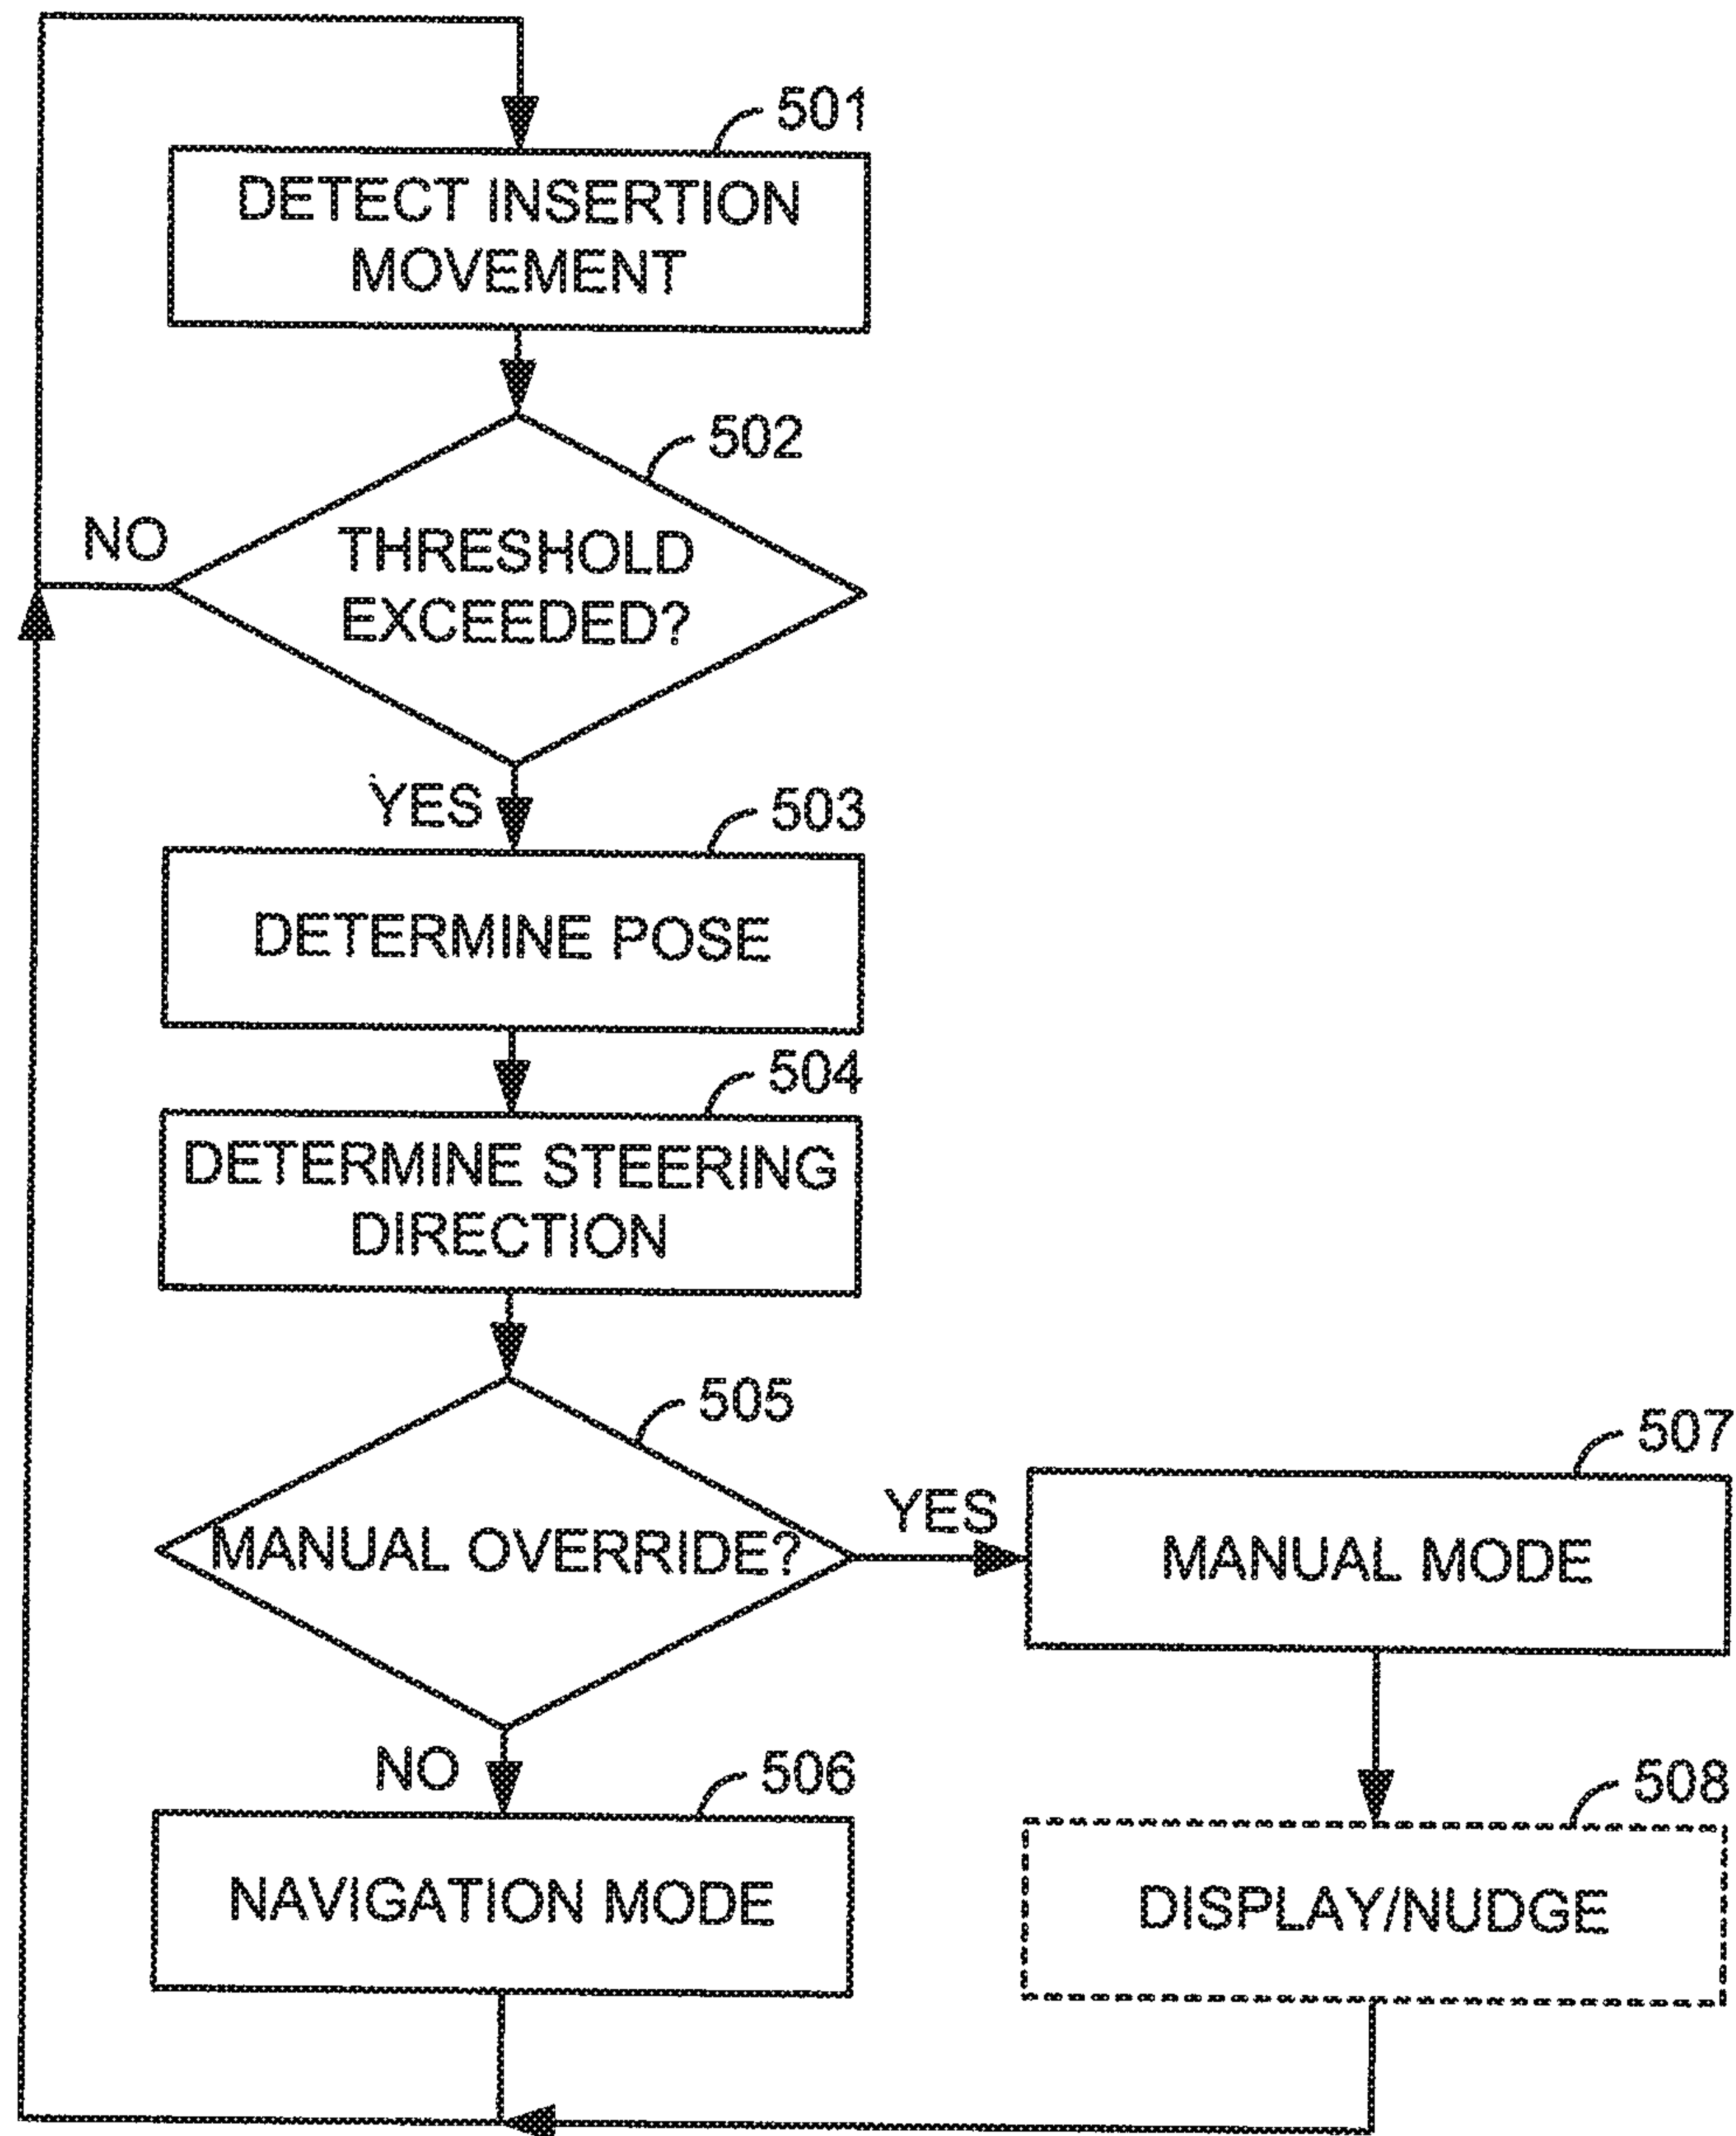 501
DETECT INSERTION
MOVEMENT
502
NO
THRESHOLD
EXCEEDED?
YES
503
DETERMINE POSE
504
DETERMINE STEERING
DIRECTION
505
MANUAL OVERRIDE?
YES
507
MANUAL MODE
NO
506
NAVIGATION MODE
508
DISPLAY/NUDGE